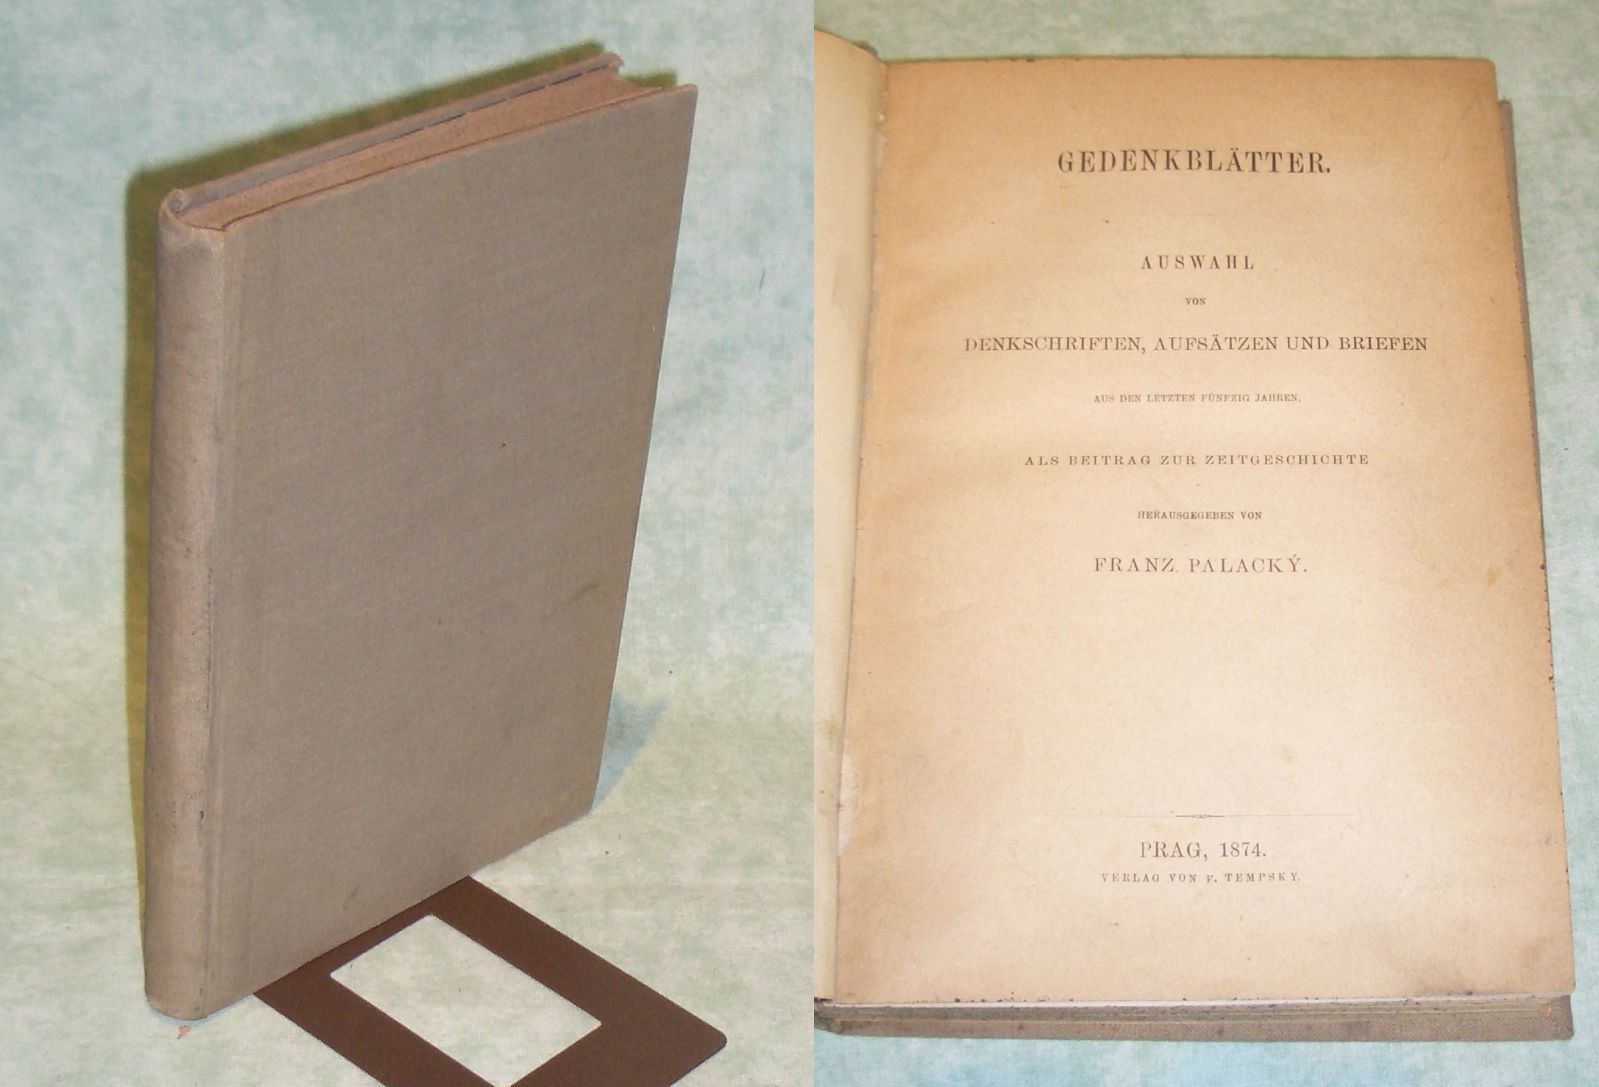 GEDENKBLÄTTER.
AUSWAHL
VON
DENKSCHRIFTEN, AUFSÄTZEN UND BRIEFEN
AUS DEN LETZTEN FÜNFZIG JAHREN,
ALS BEITRAG ZUR ZEITGESCHICHTE
HERAUSGEGEBEN VON
FRANZ PALACKÝ.
PRAG, 1874.
VERLAG VON F. TEMPSKY.